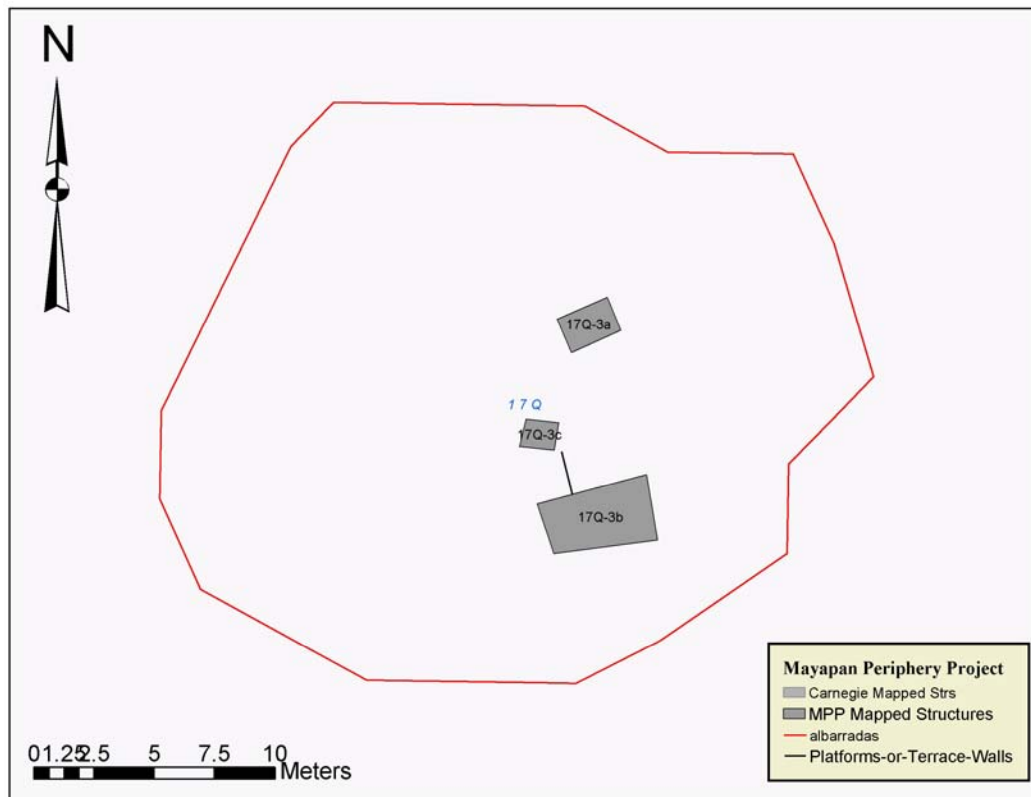 N
17Q-3a
17Q
17Q-3c
17Q-3b
Mayapan Periphery Project
Carnegie Mapped Strs
MPP Mapped Structures
albarradas
Platforms-or-Terrace-Walls
0 1.25 2.5 5 7.5 10
Meters